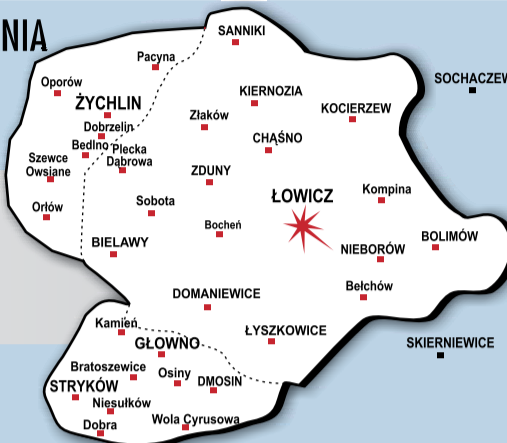 NIA
SANNIKI
Pacyna
SOCHACZEW
Oporów
KIERNOZIA
ŻYCHLIN
KOCIERZEW
Złaków
Dobrzelin
CHĄŚNO
Bedlno
Plecka
Dąbrowa
Szewce
Owsiane
ZDUNY
Kompina
ŁOWICZ
Sobota
Orłów
Bocheń
BOLIMÓW
BIELAWY
NIEBORÓW
Bełchów
DOMANIEWICE
Kamień
ŁYSZKOWICE
GŁOWNO
SKIERNIEWICE
Bratoszewice
Osiny
DMOSIN
STRYKÓW
Niesułków
Wola Cyrusowa
Dobra